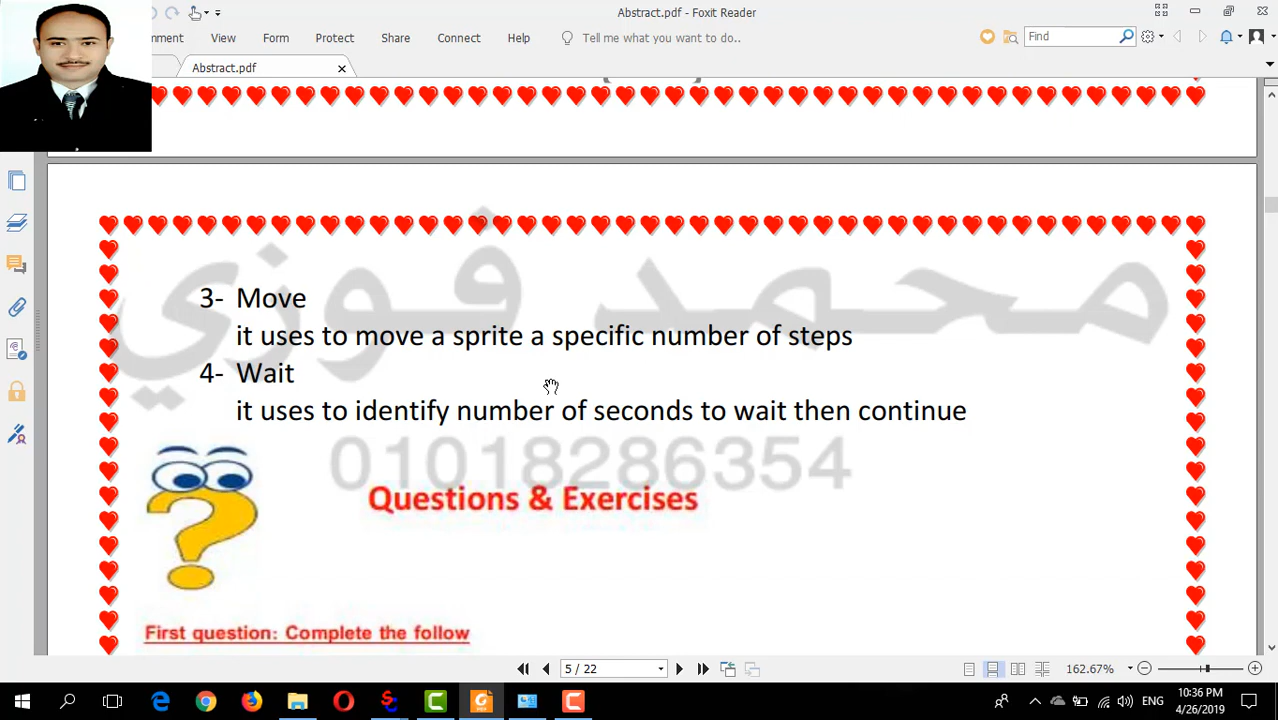 Abstract.pdf - Foxit Reader
mment View Form Protect Share Connect Help Tell me what you want to do.. Find
Abstract.pdf
محمد فوزي
3- Move
it uses to move a sprite a specific number of steps
4- Wait
it uses to identify number of seconds to wait then continue
01018286354
Questions & Exercises
First question: Complete the follow
5 / 22
162.67%
ENG
10:36 PM
4/26/2019